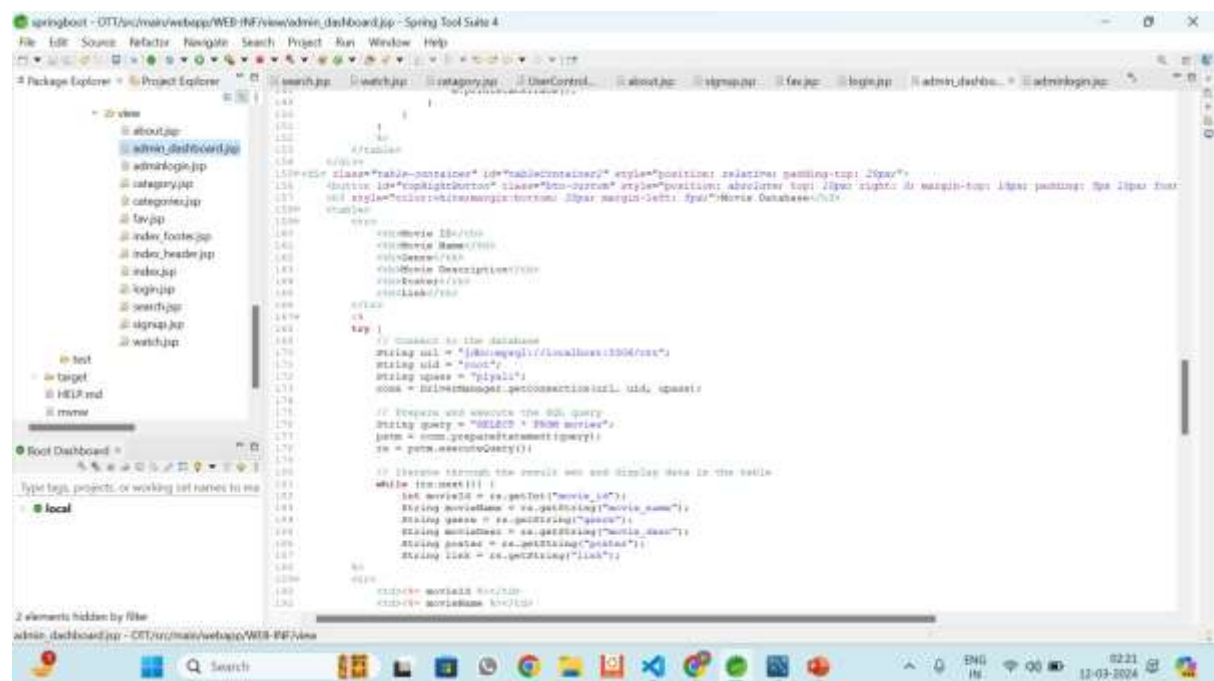 springboot - OTT/src/main/webapp/WEB-INF/view/admin_dashboard.jsp - Spring Tool Suite 4
File Edit Source Refactor Navigate Search Project Run Window Help
Package Explorer Project Explorer
search.jsp watch.jsp catagory.jsp UserControl... about.jsp signup.jsp fav.jsp login.jsp admin_dashbo... adminlogin.jsp
view
about.jsp
admin_dashboard.jsp
adminlogin.jsp
catagory.jsp
categories.jsp
fav.jsp
index_footer.jsp
index_header.jsp
index.jsp
login.jsp
search.jsp
signup.jsp
watch.jsp
test
target
HELP.md
mvnw
}
}
}
%>
</table>
</div>
<div class="table-container" id="tableContainer2" style="position: relative; padding-top: 20px;">
<button id="topRightButton" class="btn-custom" style="position: absolute; top: 20px; right: 0; margin-top: 10px; padding: 5px 10px;
style="color:white;margin-bottom: 20px; margin-left: 5px;">Movie Database
<table>
<tr>
<th>Movie ID</th>
<th>Movie Name</th>
<th>Genre</th>
<th>Movie Description</th>
<th>Poster</th>
<th>Link</th>
</tr>
<%
try {
// Connect to the database
String url = "jdbc:mysql://localhost:3306/ott";
String uid = "root";
String upass = "piyali";
conn = DriverManager.getConnection(url, uid, upass);
// Prepare and execute the SQL query
String query = "SELECT * FROM movies";
pstm = conn.prepareStatement(query);
rs = pstm.executeQuery();
// Iterate through the result set and display data in the table
while (rs.next()) {
int movieId = rs.getInt("movie_id");
String movieName = rs.getString("movie_name");
String genre = rs.getString("genre");
String movieDesc = rs.getString("movie_desc");
String poster = rs.getString("poster");
String link = rs.getString("link");
%>
<tr>
<td><%= movieId %></td>
<td><%= movieName %></td>
Boot Dashboard
Type tags, projects, or working set names to
local
2 elements hidden by filter
admin_dashboard.jsp - OTT/src/main/webapp/WEB-INF/view
Search
ENG
IN
02:21
12-03-2024